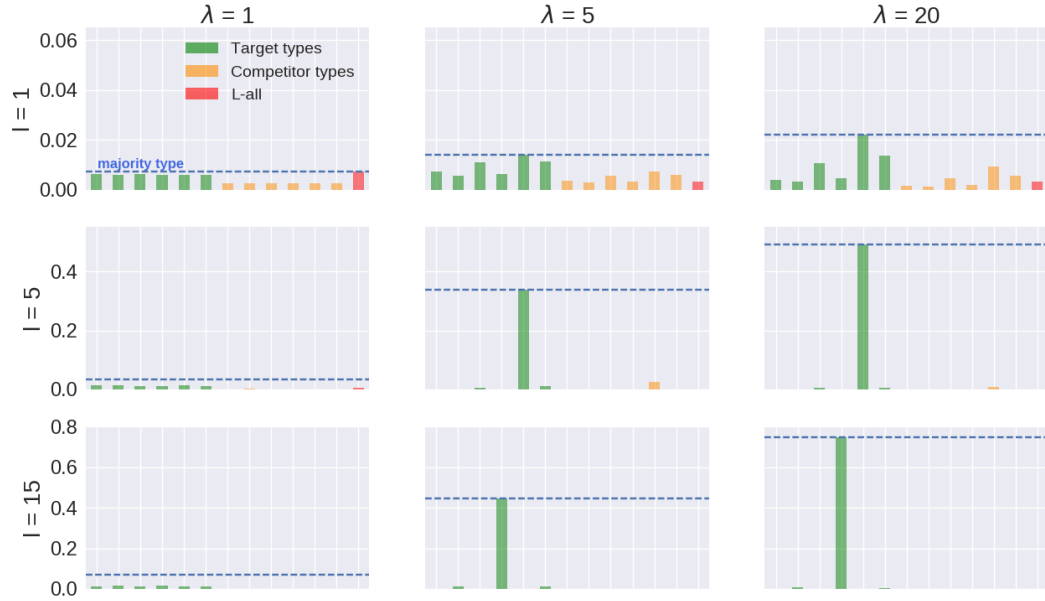 λ = 1
λ = 5
λ = 20
l = 1
0.06
0.04
0.02
0.00
Target types
Competitor types
L-all
majority type
l = 5
0.4
0.2
0.0
l = 15
0.8
0.6
0.4
0.2
0.0